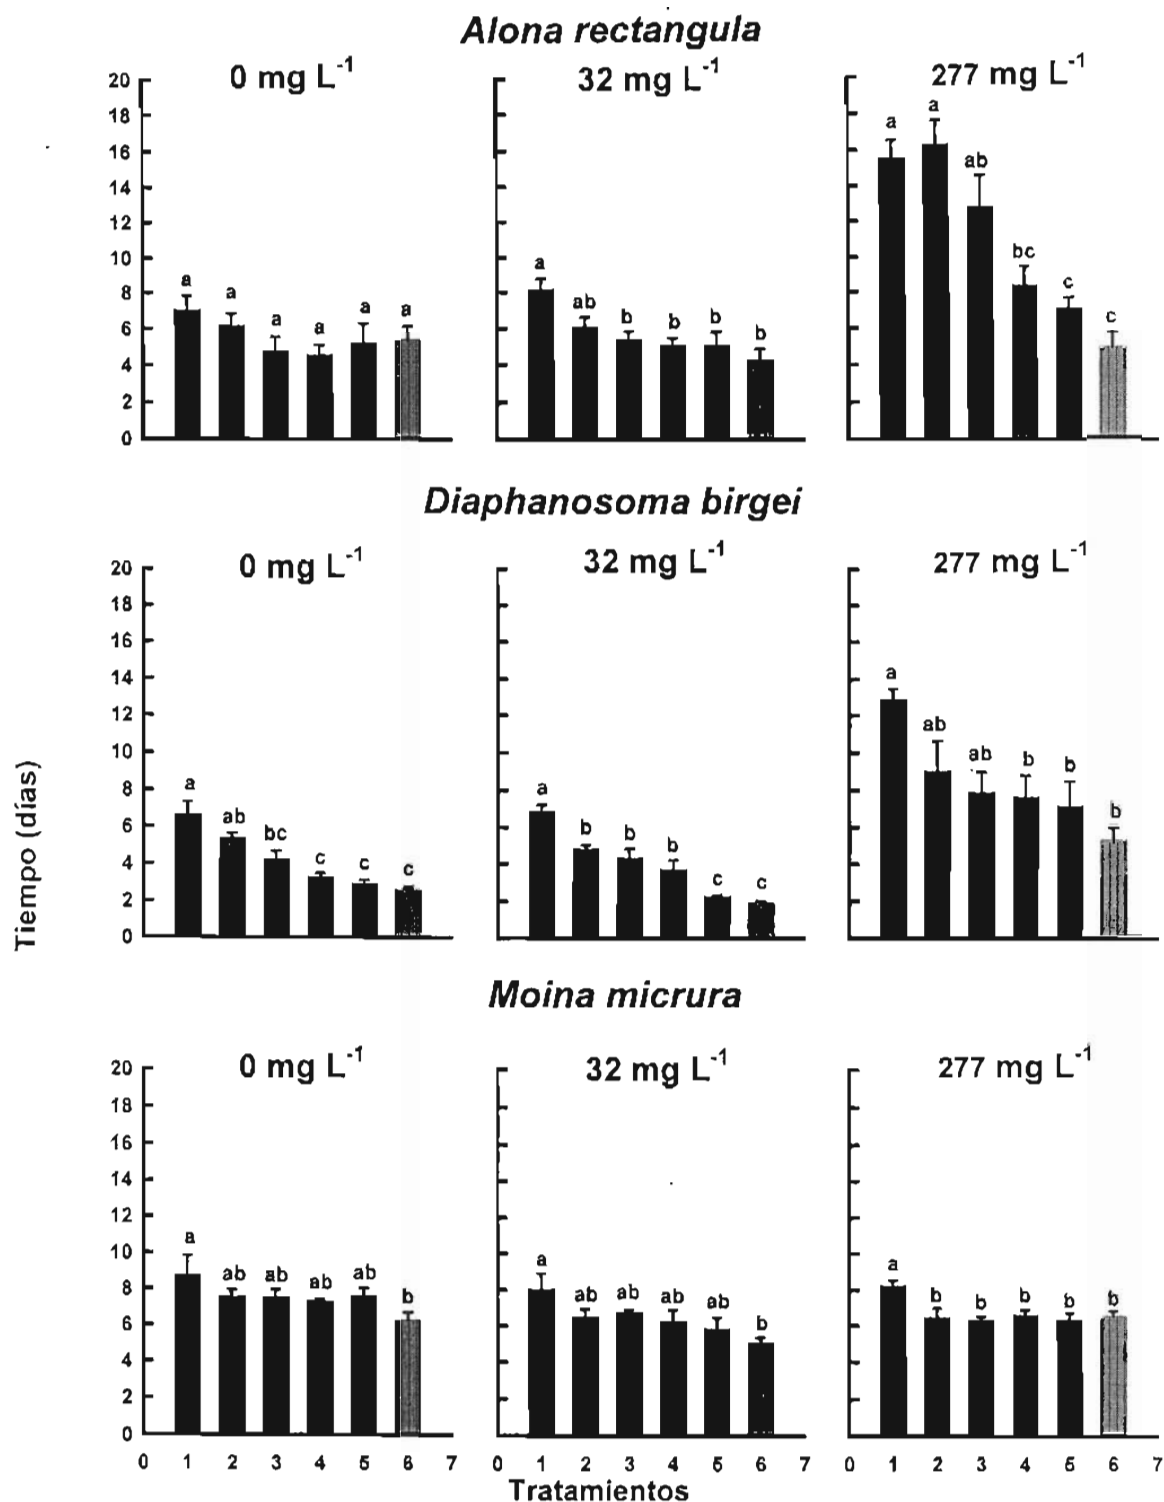 Alona rectangula
0 mg L-1 32 mg L-1 277 mg L-1
20
18
16
14
12
10
8
6
4
2
0
a a a a a a
a ab b b b b
a a ab bc c c
Diaphanosoma birgei
0 mg L-1 32 mg L-1 277 mg L-1
20
18
16
14
12
10
8
6
4
2
0
a ab bc c c c
a b b b c c
a ab ab b b b
Tiempo (días)
Moina micrura
0 mg L-1 32 mg L-1 277 mg L-1
20
18
16
14
12
10
8
6
4
2
0
a ab ab ab ab b
a ab ab ab ab b
a b b b b b
0 1 2 3 4 5 6 7 0 1 2 3 4 5 6 7 0 1 2 3 4 5 6 7
Tratamientos